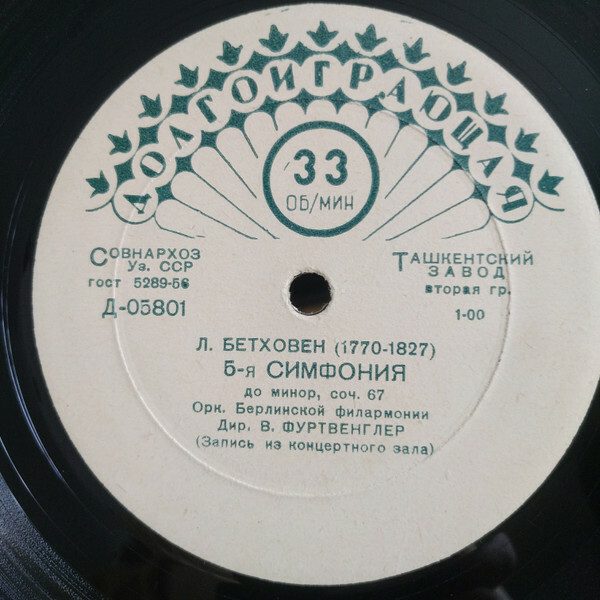 ДОЛГОИГРАЮЩАЯ
33
ОБ/МИН
СОВНАРХОЗ
Уз. ССР
гост 5289-56
Д-05801
ТАШКЕНТСКИЙ
ЗАВОД
вторая гр.
1-00
Л. БЕТХОВЕН (1770-1827)
5-я СИМФОНИЯ
до минор, соч. 67
Орк. Берлинской филармонии
Дир. В. ФУРТВЕНГЛЕР
(Запись из концертного зала)